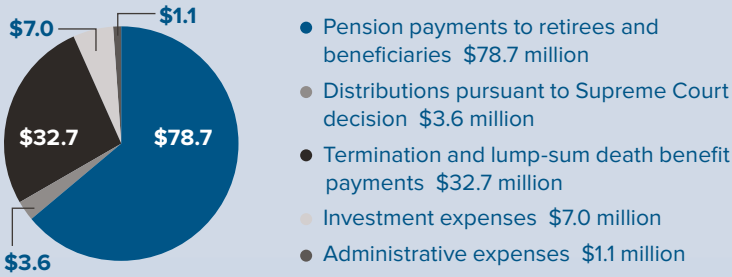 $1.1
$7.0
$32.7
$78.7
$3.6
Pension payments to retirees and
beneficiaries $78.7 million
Distributions pursuant to Supreme Court
decision $3.6 million
Termination and lump-sum death benefit
payments $32.7 million
Investment expenses $7.0 million
Administrative expenses $1.1 million